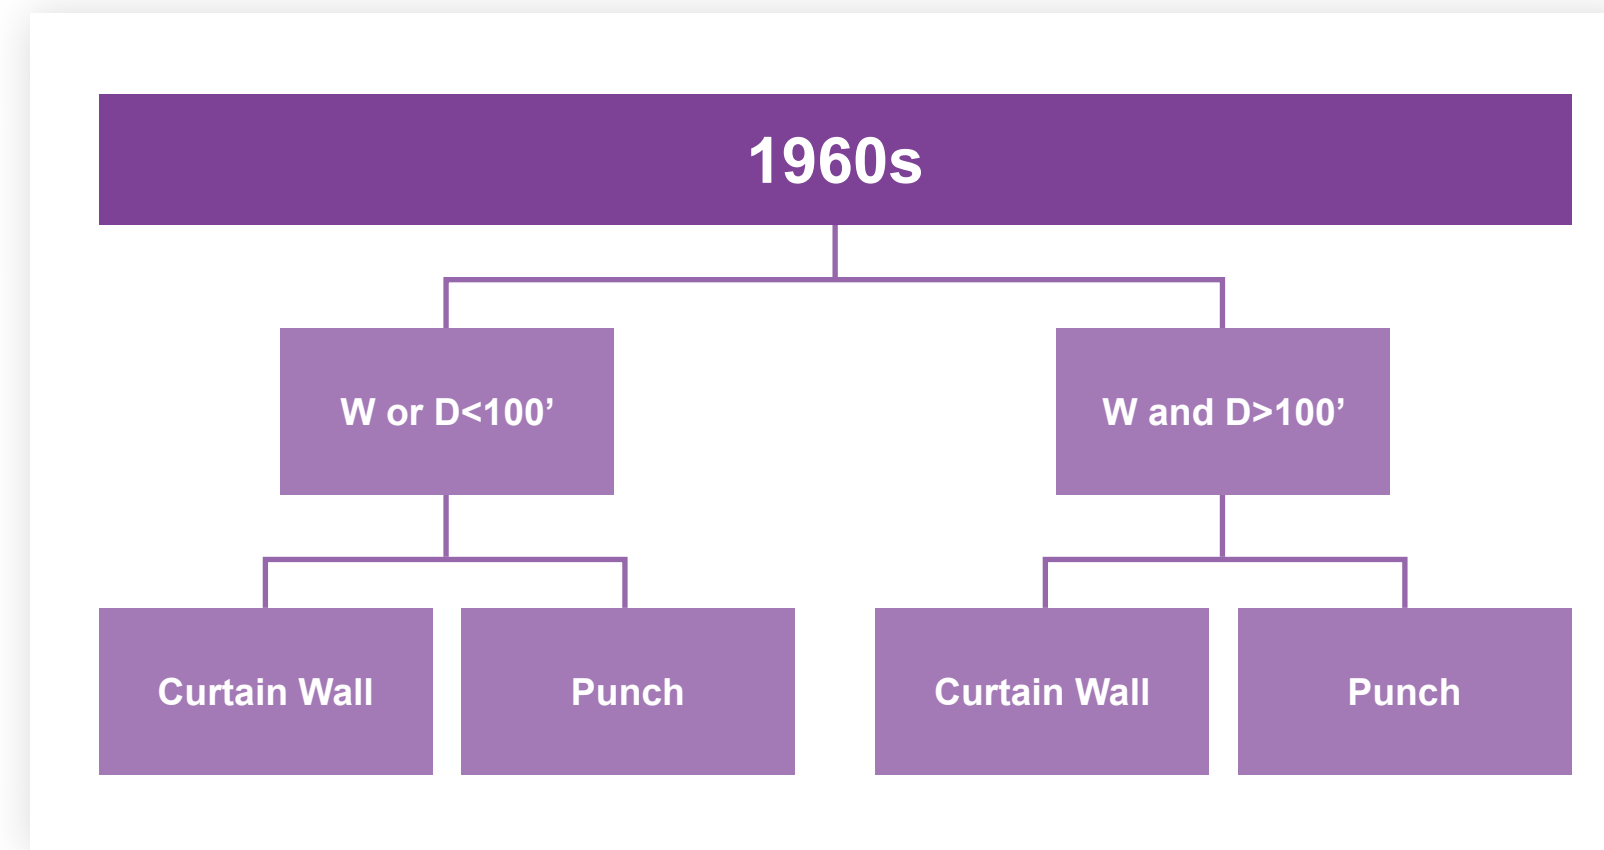 1960s
W or D<100’
W and D>100’
Curtain Wall
Punch
Curtain Wall
Punch